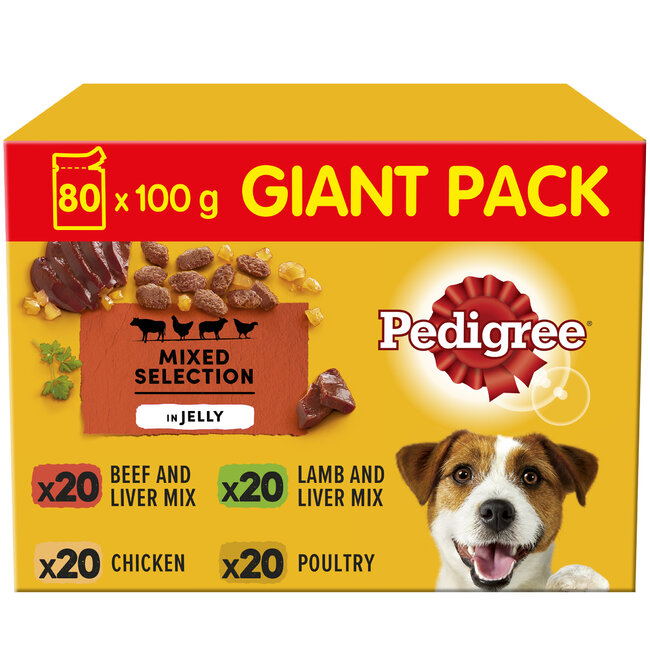 80 x 100 g GIANT PACK
Pedigree®
MIXED
SELECTION
IN JELLY
x20 BEEF AND
LIVER MIX
x20 LAMB AND
LIVER MIX
x20 CHICKEN
x20 POULTRY